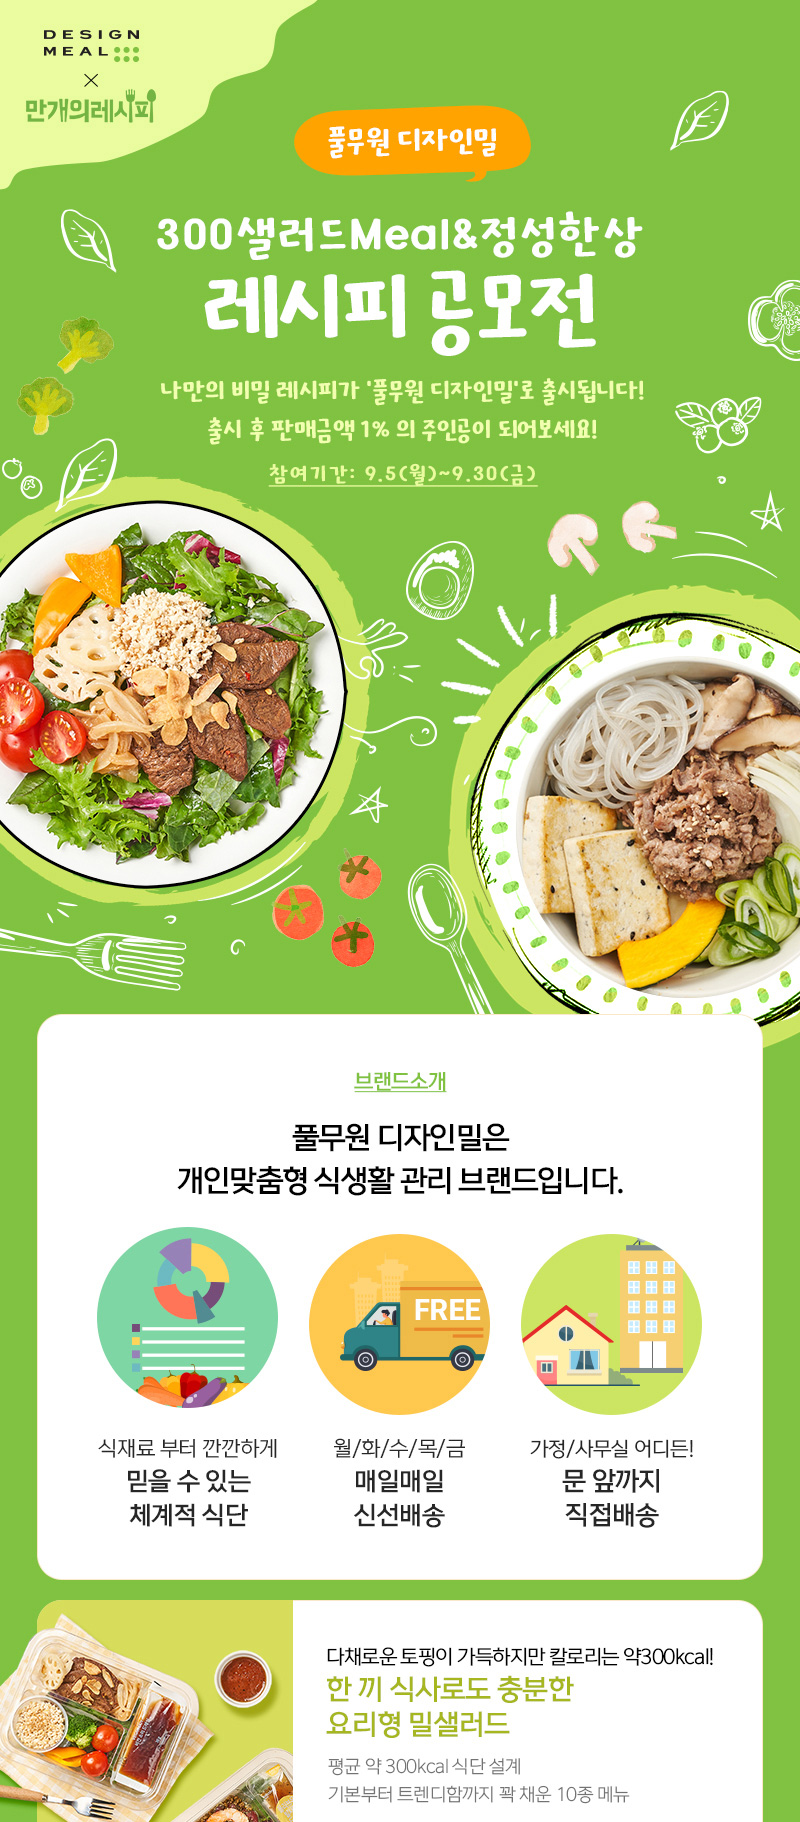 DESIGN
MEAL
×
만개의레시피
풀무원 디자인밀
300샐러드Meal&정성한상
레시피 공모전
나만의 비밀 레시피가 '풀무원 디자인밀'로 출시됩니다!
출시 후 판매금액 1% 의 주인공이 되어보세요!
참여기간: 9.5(월)~9.30(금)
브랜드소개
풀무원 디자인밀은
개인맞춤형 식생활 관리 브랜드입니다.
FREE
식재료 부터 깐깐하게
믿을 수 있는
체계적 식단
월/화/수/목/금
매일매일
신선배송
가정/사무실 어디든!
문 앞까지
직접배송
다채로운 토핑이 가득하지만 칼로리는 약300kcal!
한 끼 식사로도 충분한
요리형 밀샐러드
평균 약 300kcal 식단 설계
기본부터 트렌디함까지 꽉 채운 10종 메뉴